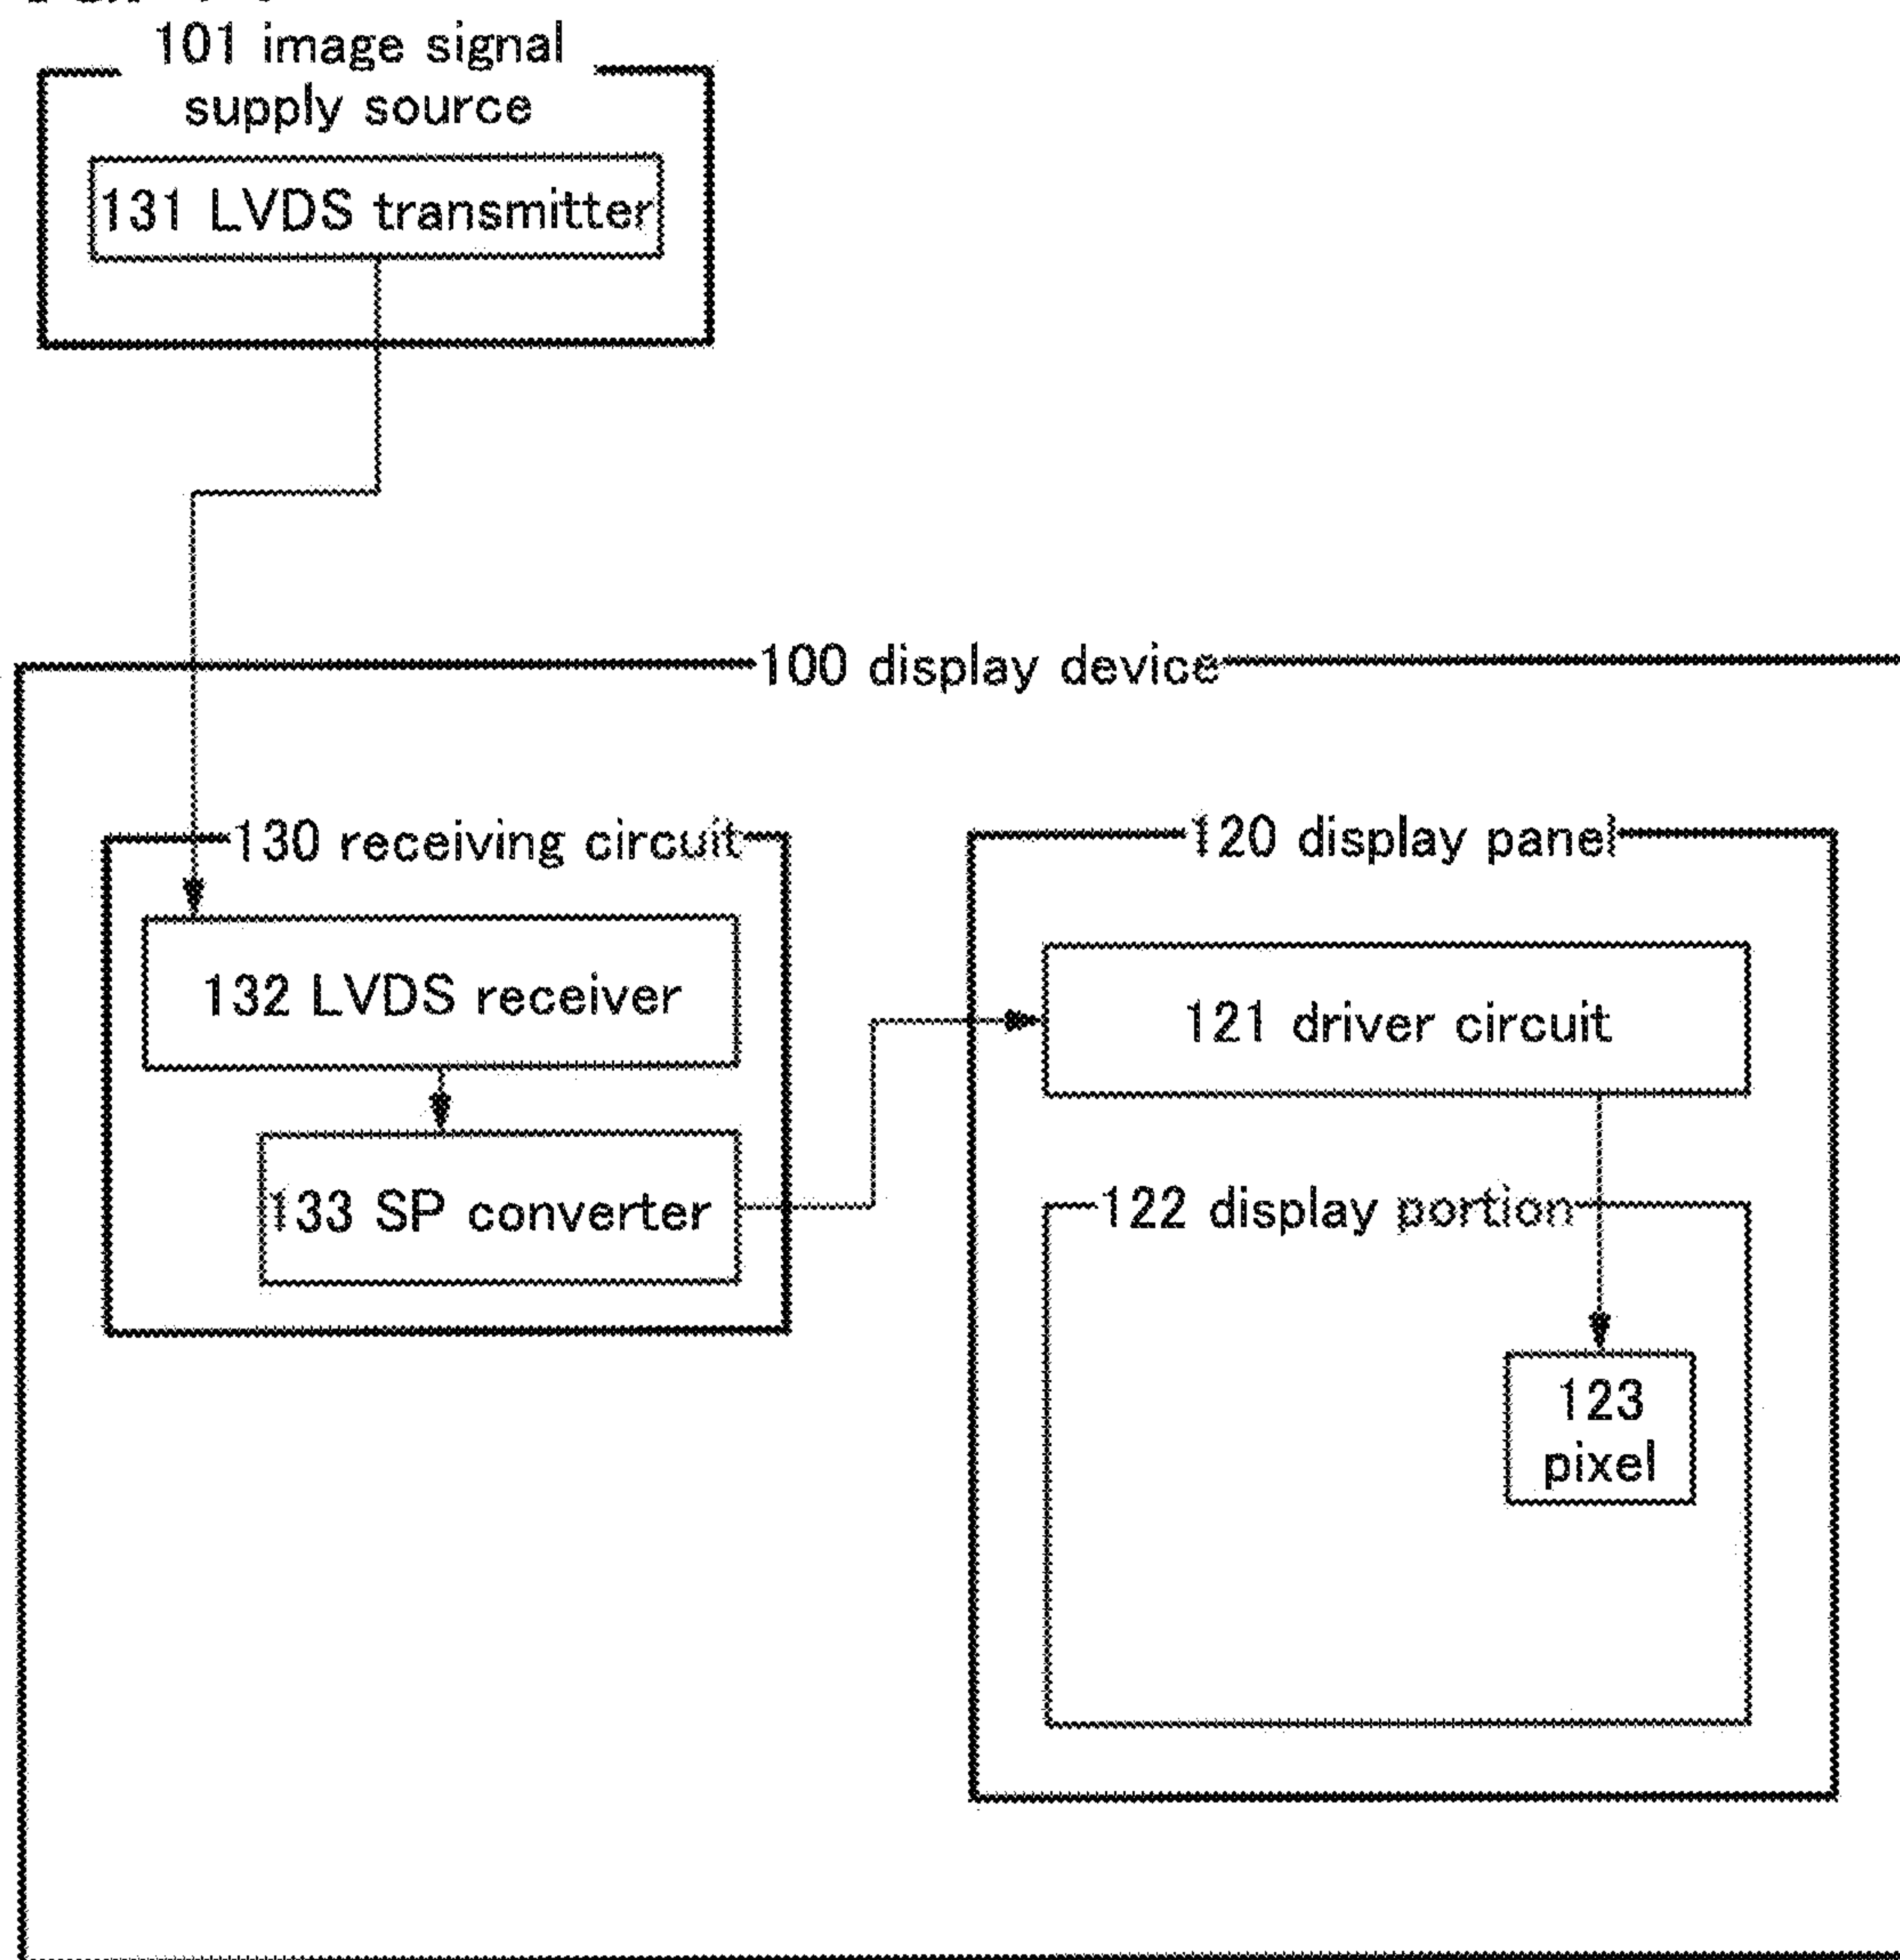 101 image signal
supply source
131 LVDS transmitter
100 display device
130 receiving circuit
120 display panel
132 LVDS receiver
121 driver circuit
133 SP converter
122 display portion
123
pixel